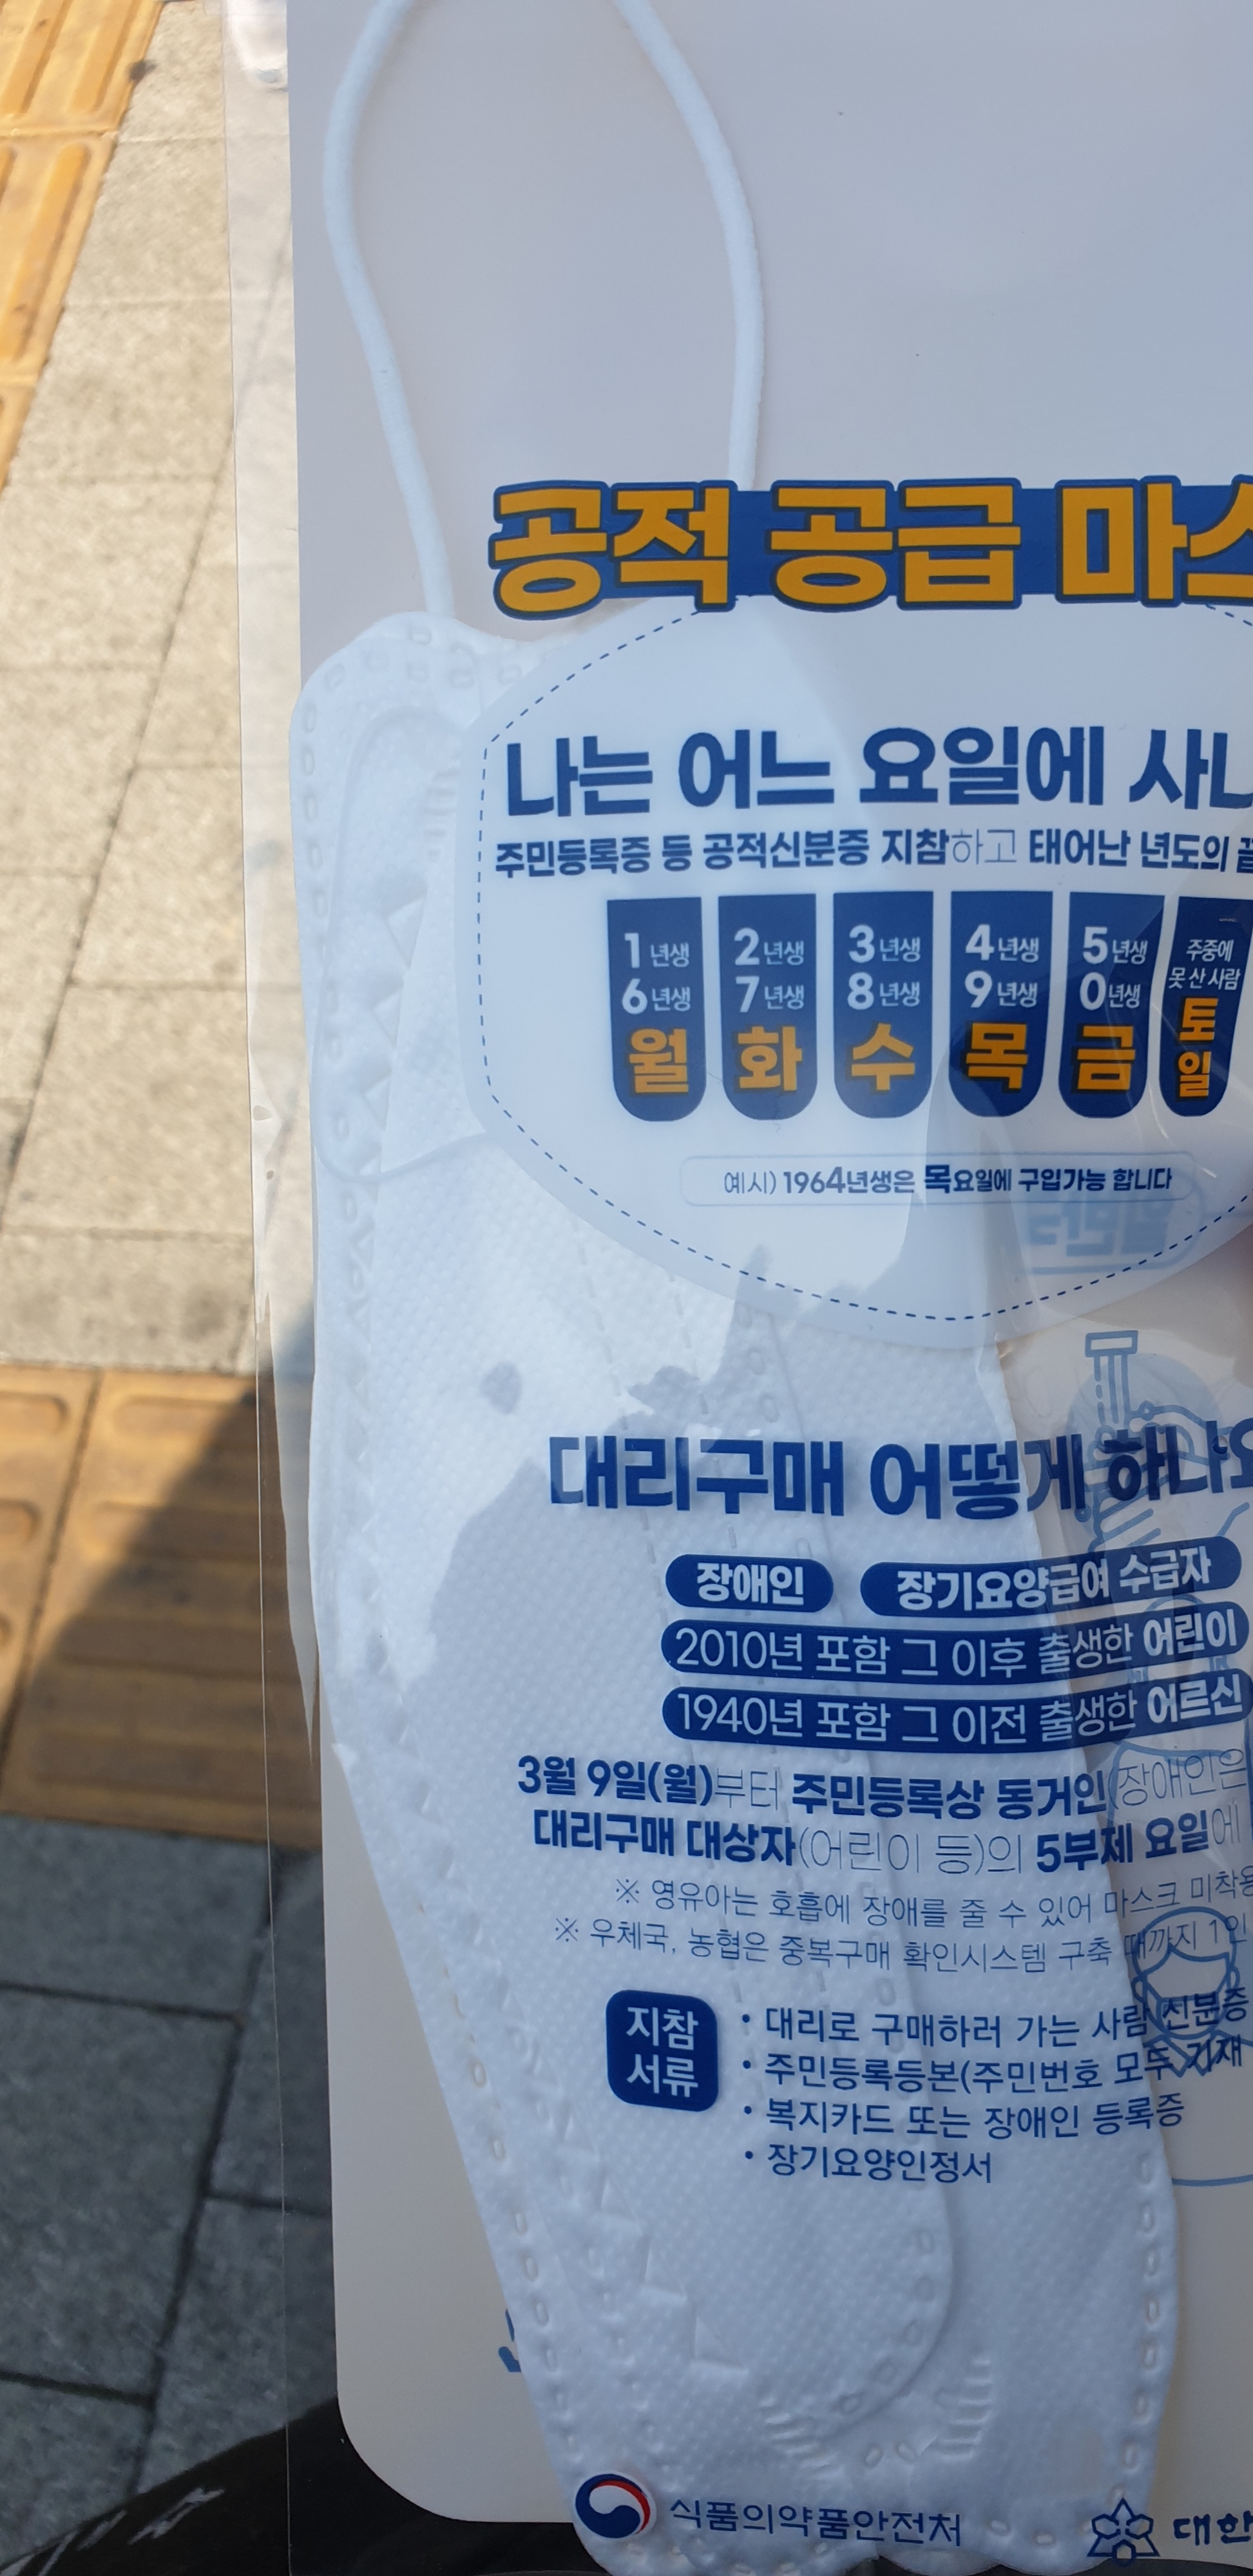 공적 공급 마스
나는 어느 요일에 사나
주민등록증 등 공적신분증 지참하고 태어난 년도의 끝
1년생 6년생 월
2년생 7년생 화
3년생 8년생 수
4년생 9년생 목
5년생 0년생 금
주중에 못 산 사람 토 일
예시) 1964년생은 목요일에 구입가능 합니다
대리구매 어떻게 하나요
장애인 장기요양급여 수급자
2010년 포함 그 이후 출생한 어린이
1940년 포함 그 이전 출생한 어르신
3월 9일(월)부터 주민등록상 동거인(장애인은
대리구매 대상자(어린이 등)의 5부제 요일에
※ 영유아는 호흡에 장애를 줄 수 있어 마스크 미착용
※ 우체국, 농협은 중복구매 확인시스템 구축 때까지 1인
지참
서류
• 대리로 구매하러 가는 사람 신분증
• 주민등록등본(주민번호 모두 기재
• 복지카드 또는 장애인 등록증
• 장기요양인정서
식품의약품안전처 대한